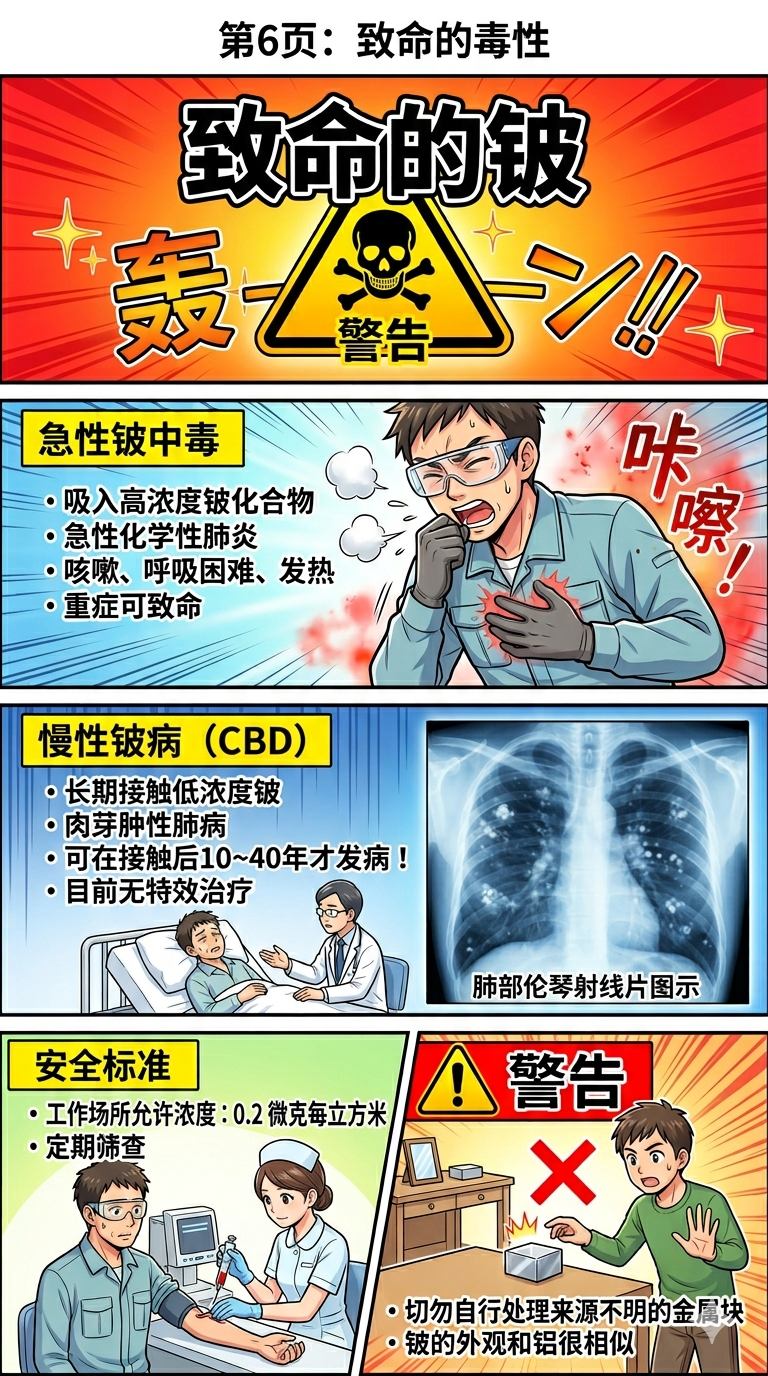 第6页：致命的毒性
致命的铍
轰ーン!!
警告
急性铍中毒
・吸入高浓度铍化合物
・急性化学性肺炎
・咳嗽、呼吸困难、发热
・重症可致命
咔
嚓！
慢性铍病（CBD）
・长期接触低浓度铍
・肉芽肿性肺病
・可在接触后10~40年才发病！
・目前无特效治疗
肺部伦琴射线片图示
安全标准
・工作场所允许浓度：0.2 微克每立方米
・定期筛查
警告
・切勿自行处理来源不明的金属块
・铍的外观和铝很相似